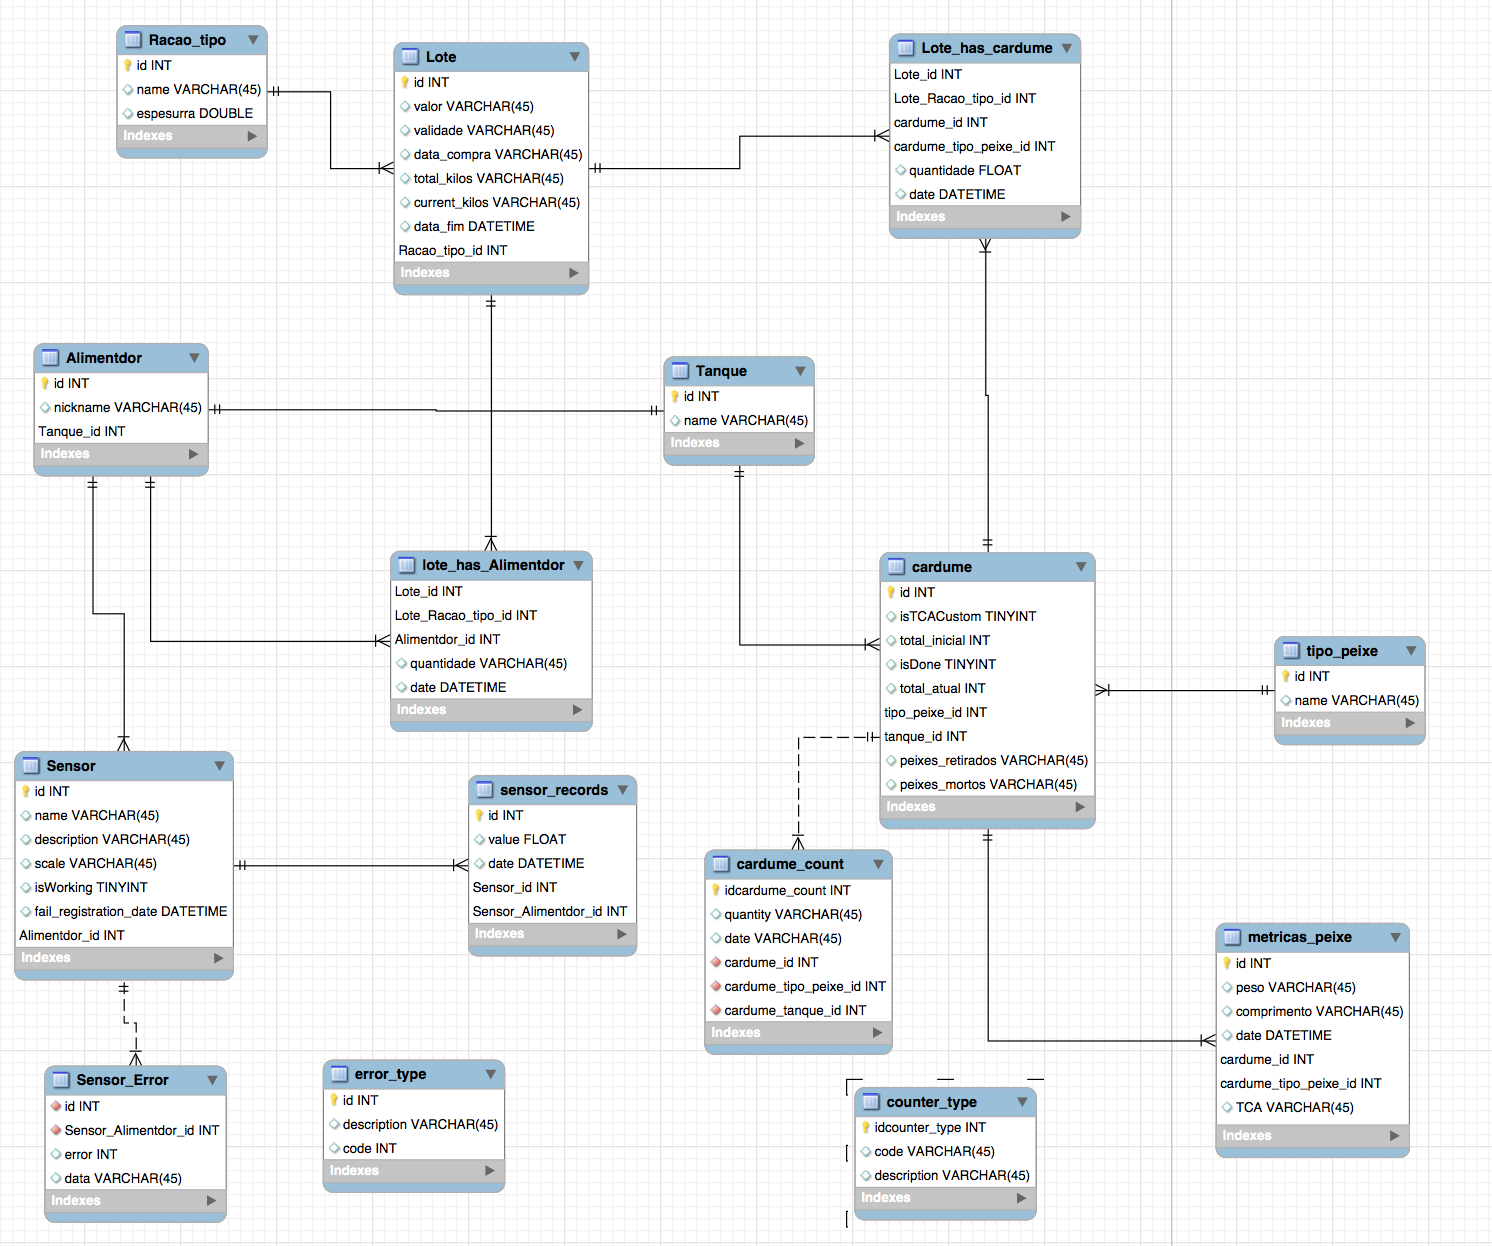 Racao_tipo
id INT
name VARCHAR(45)
espesurra DOUBLE
Indexes
Lote
id INT
valor VARCHAR(45)
validade VARCHAR(45)
data_compra VARCHAR(45)
total_kilos VARCHAR(45)
current_kilos VARCHAR(45)
data_fim DATETIME
Racao_tipo_id INT
Indexes
Lote_has_cardume
Lote_id INT
Lote_Racao_tipo_id INT
cardume_id INT
cardume_tipo_peixe_id INT
quantidade FLOAT
date DATETIME
Indexes
Alimentdor
id INT
nickname VARCHAR(45)
Tanque_id INT
Indexes
Tanque
id INT
name VARCHAR(45)
Indexes
lote_has_Alimentdor
Lote_id INT
Lote_Racao_tipo_id INT
Alimentdor_id INT
quantidade VARCHAR(45)
date DATETIME
Indexes
cardume
id INT
isTCACustom TINYINT
total_inicial INT
isDone TINYINT
total_atual INT
tipo_peixe_id INT
tanque_id INT
peixes_retirados VARCHAR(45)
peixes_mortos VARCHAR(45)
Indexes
tipo_peixe
id INT
name VARCHAR(45)
Indexes
Sensor
id INT
name VARCHAR(45)
description VARCHAR(45)
scale VARCHAR(45)
isWorking TINYINT
fail_registration_date DATETIME
Alimentdor_id INT
Indexes
sensor_records
id INT
value FLOAT
date DATETIME
Sensor_id INT
Sensor_Alimentdor_id INT
Indexes
cardume_count
idcardume_count INT
quantity VARCHAR(45)
date VARCHAR(45)
cardume_id INT
cardume_tipo_peixe_id INT
cardume_tanque_id INT
Indexes
metricas_peixe
id INT
peso VARCHAR(45)
comprimento VARCHAR(45)
date DATETIME
cardume_id INT
cardume_tipo_peixe_id INT
TCA VARCHAR(45)
Indexes
Sensor_Error
id INT
Sensor_Alimentdor_id INT
error INT
data VARCHAR(45)
Indexes
error_type
id INT
description VARCHAR(45)
code INT
Indexes
counter_type
idcounter_type INT
code VARCHAR(45)
description VARCHAR(45)
Indexes